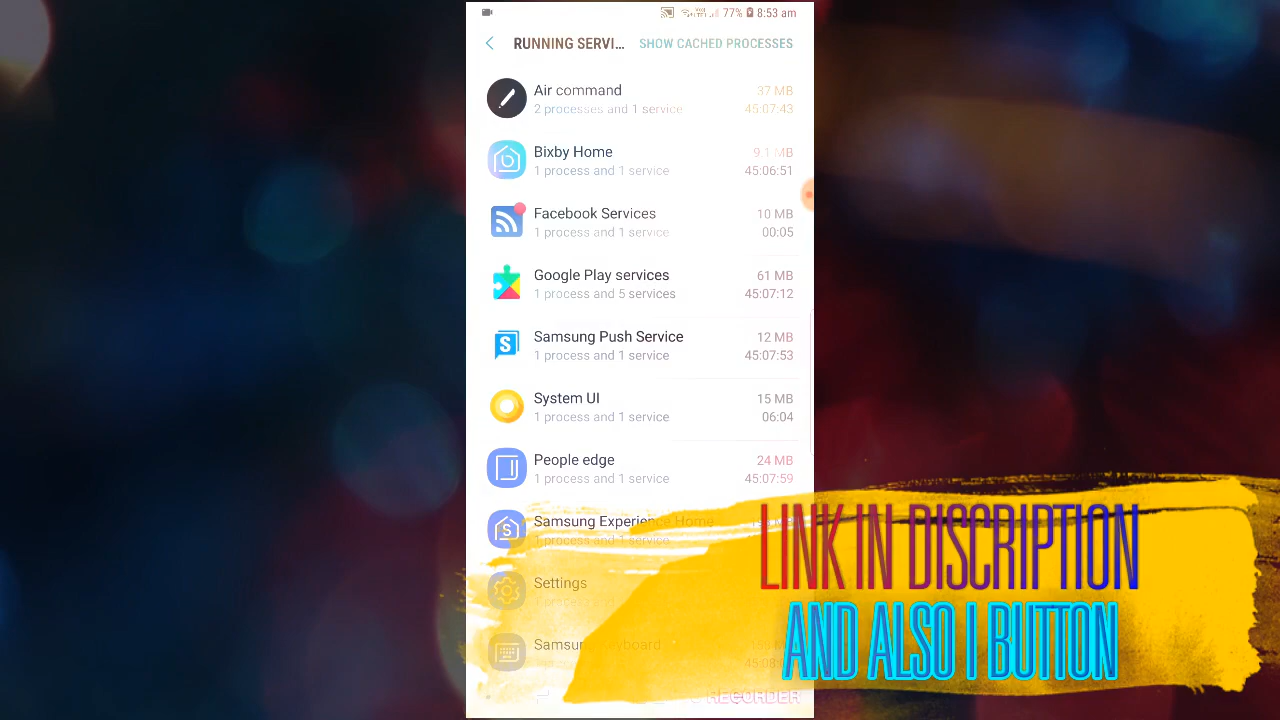 77% 8:53 am
RUNNING SERVI... SHOW CACHED PROCESSES
Air command 37 MB
2 processes and 1 service 45:07:43
Bixby Home 9.1 MB
1 process and 1 service 45:06:51
Facebook Services 10 MB
1 process and 1 service 00:05
Google Play services 61 MB
1 process and 5 services 45:07:12
Samsung Push Service 12 MB
1 process and 1 service 45:07:53
System UI 15 MB
1 process and 1 service 06:04
People edge 24 MB
1 process and 1 service 45:07:59
Samsung Experience Home
1 process and 1 service
Settings
LINK IN DISCRIPTION
AND ALSO I BUTTON
RECORDER